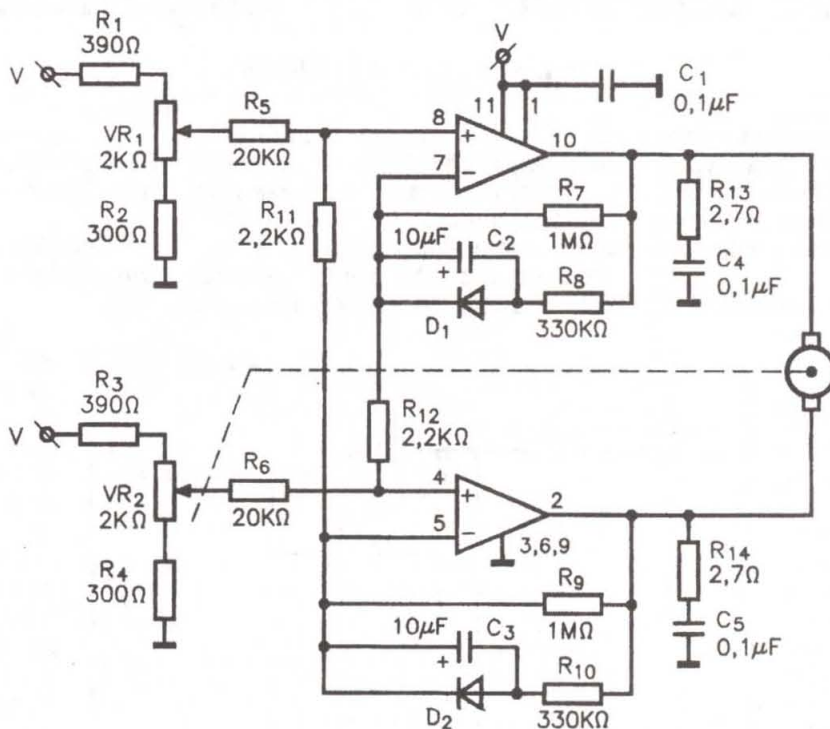 R1
390Ω
V
VR1
2KΩ
R2
300Ω
R5
20KΩ
R11
2,2KΩ
V
11
1
C1
0,1µF
8
+
7
−
10
R7
1MΩ
10µF
C2
+
R8
330KΩ
D1
R13
2,7Ω
C4
0,1µF
R3
390Ω
V
VR2
2KΩ
R4
300Ω
R6
20KΩ
R12
2,2KΩ
4
+
5
−
2
3,6,9
R9
1MΩ
10µF
C3
+
R10
330KΩ
D2
R14
2,7Ω
C5
0,1µF